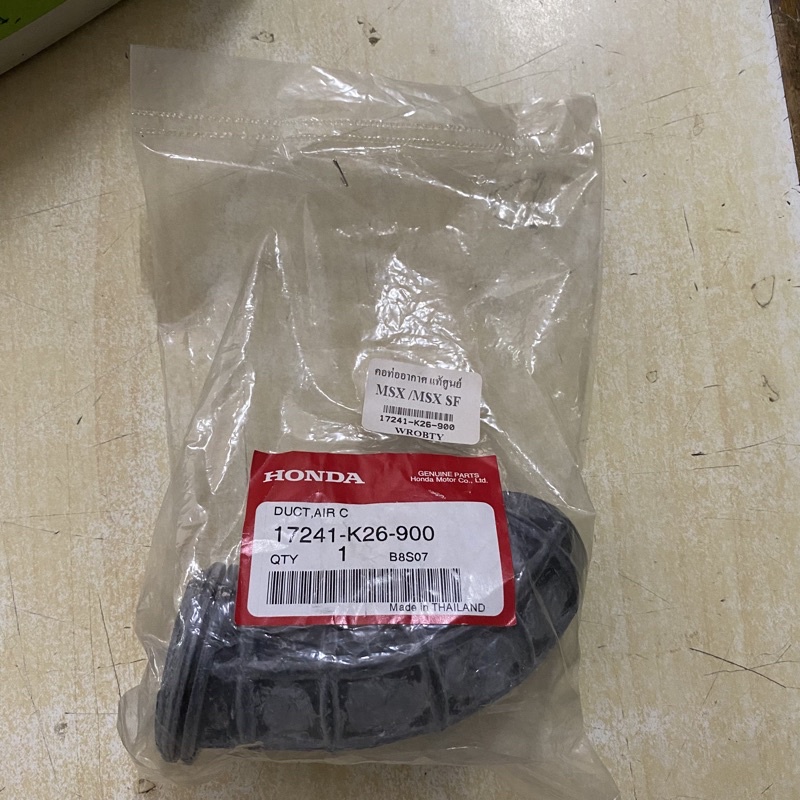 คอท่ออากาศ แท้ศูนย์
MSX /MSX SF
17241-K26-900
WROBTY
HONDA
GENUINE PARTS
Honda Motor Co., Ltd.
DUCT,AIR C
17241-K26-900
QTY 1 B8S07
Made in THAILAND